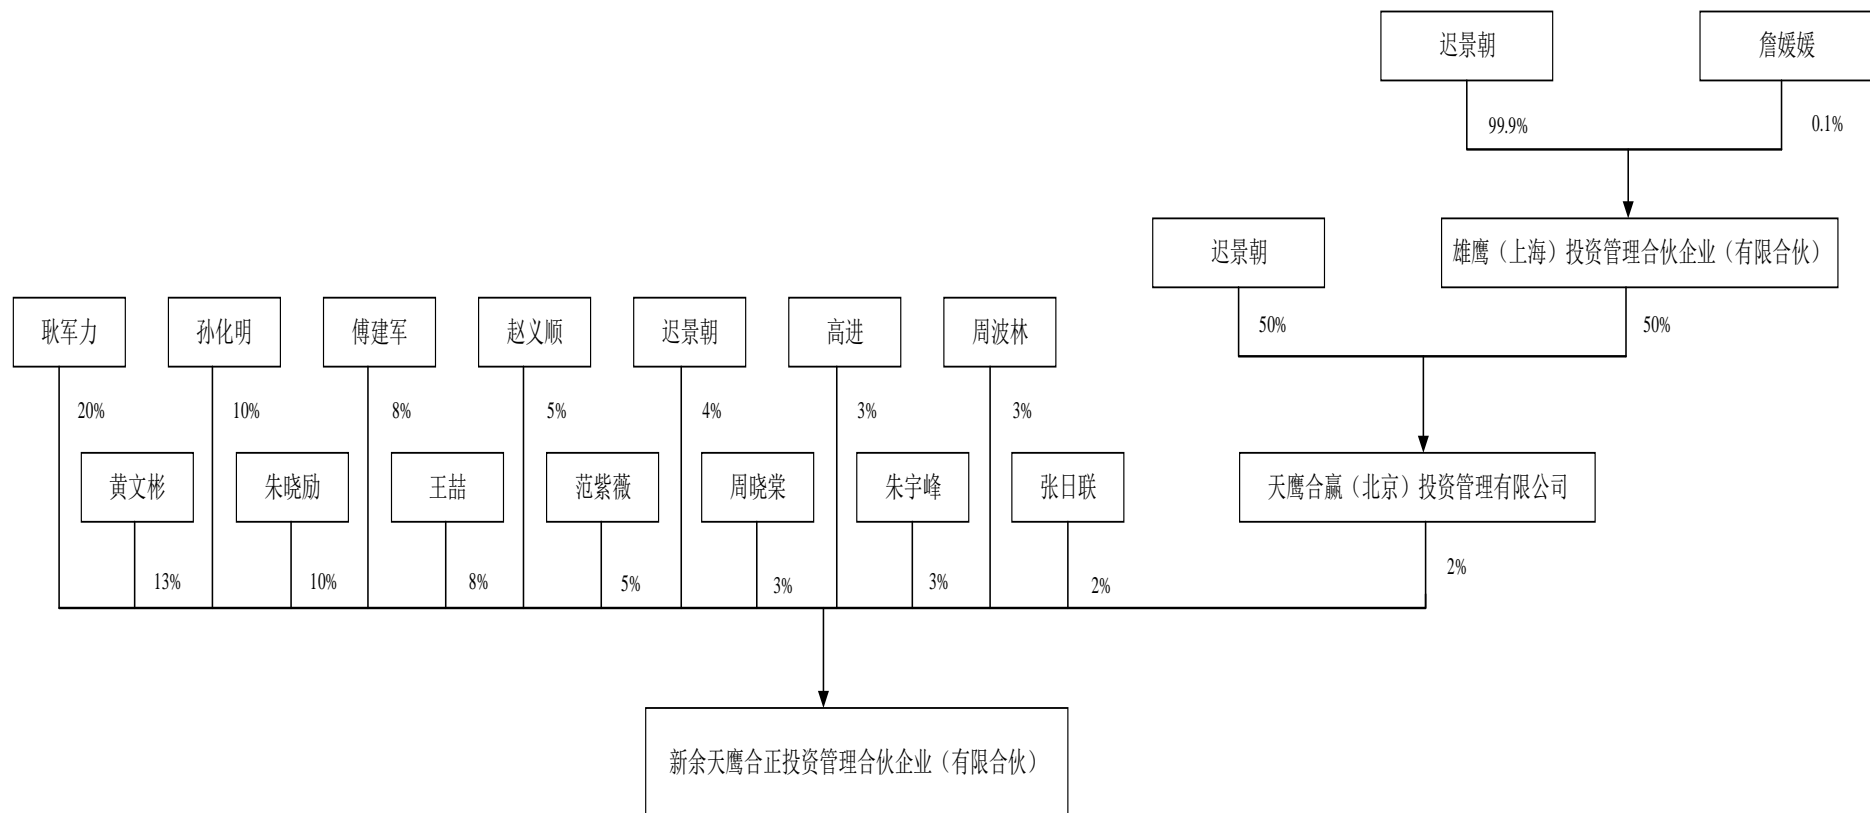 迟景朝
詹媛媛
99.9%
0.1%
迟景朝
雄鹰（上海）投资管理合伙企业（有限合伙）
50%
50%
耿军力
孙化明
傅建军
赵义顺
迟景朝
高进
周波林
20%
10%
8%
5%
4%
3%
3%
黄文彬
朱晓励
王喆
范紫薇
周晓棠
朱宇峰
张日联
天鹰合赢（北京）投资管理有限公司
13%
10%
8%
5%
3%
3%
2%
2%
新余天鹰合正投资管理合伙企业（有限合伙）